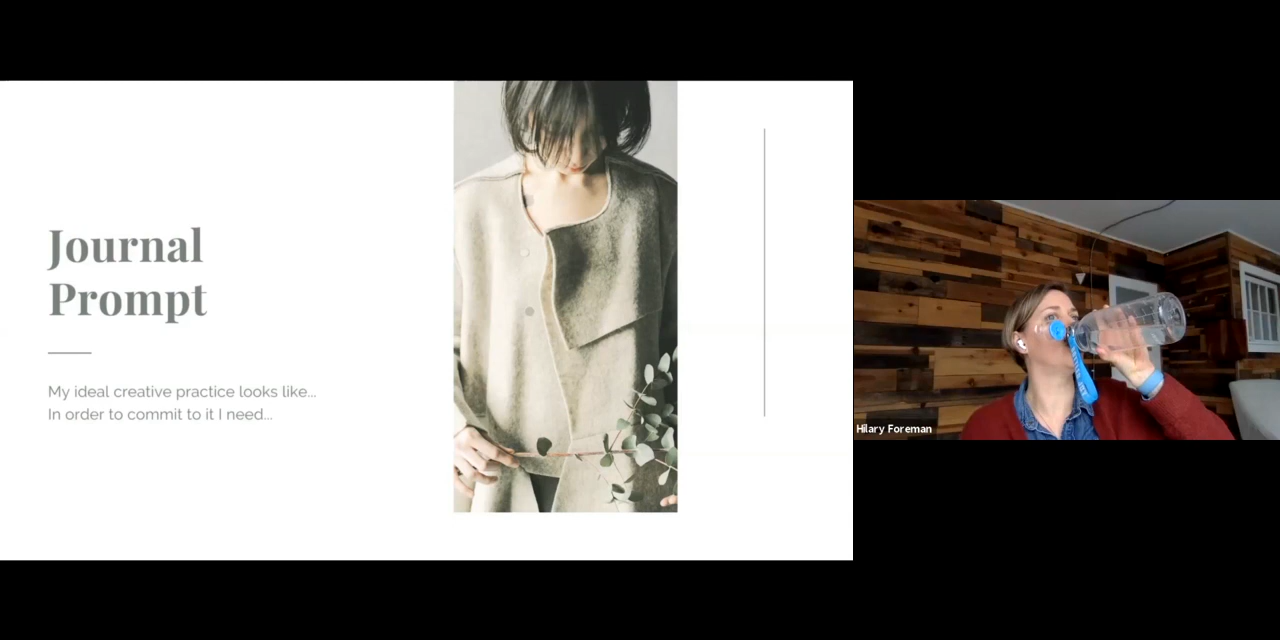 Journal
Prompt
My ideal creative practice looks like...
In order to commit to it I need...
Hilary Foreman